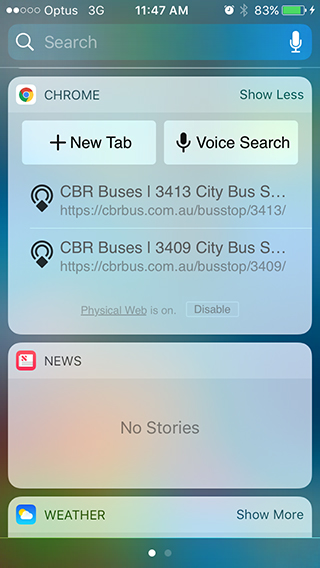 Optus 3G 11:47 AM 83%
Search
CHROME Show Less
New Tab Voice Search
CBR Buses | 3413 City Bus S...
https://cbrbus.com.au/busstop/3413/
CBR Buses | 3409 City Bus S...
https://cbrbus.com.au/busstop/3409/
Physical Web is on. Disable
NEWS
No Stories
WEATHER Show More